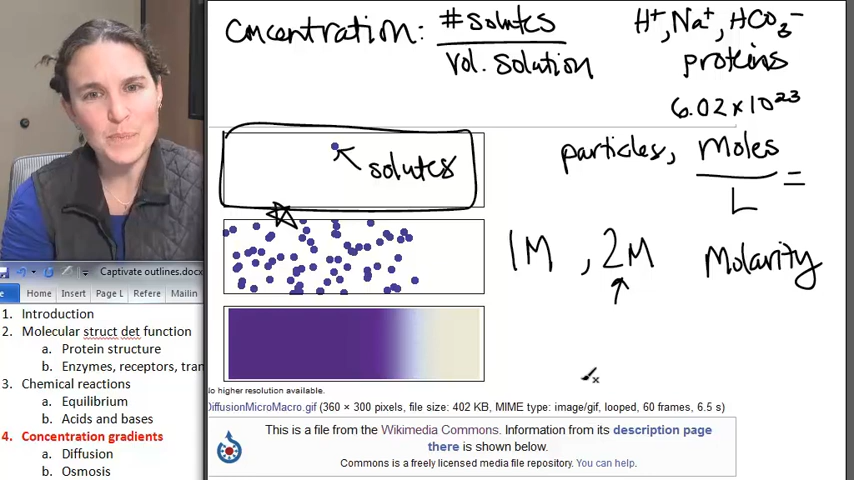 Concentration: #solutes
vol. solution
H+, Na+, HCO3-
proteins
6.02 x 10^23
particles, Moles =
L
solutes
1M , 2M Molarity
Captivate outlines.docx
Home Insert Page L Refere Mailin
1. Introduction
2. Molecular struct det function
a. Protein structure
b. Enzymes, receptors, tran
3. Chemical reactions
a. Equilibrium
b. Acids and bases
4. Concentration gradients
a. Diffusion
b. Osmosis
No higher resolution available.
DiffusionMicroMacro.gif (360 × 300 pixels, file size: 402 KB, MIME type: image/gif, looped, 60 frames, 6.5 s)
This is a file from the Wikimedia Commons. Information from its description page
there is shown below.
Commons is a freely licensed media file repository. You can help.